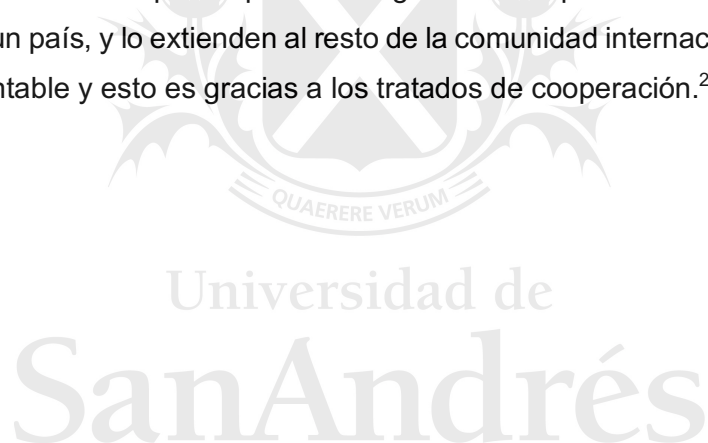 un país, y lo extienden al resto de la comunidad internac
ntable y esto es gracias a los tratados de cooperación.²
QUAERERE VERUM
Universidad de
SanAndrés